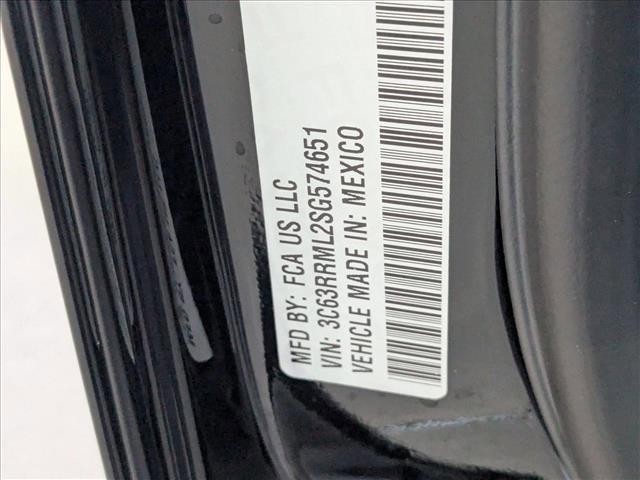 MFD BY: FCA US LLC
VIN: 3C63RRML2SG574651
VEHICLE MADE IN: MEXICO